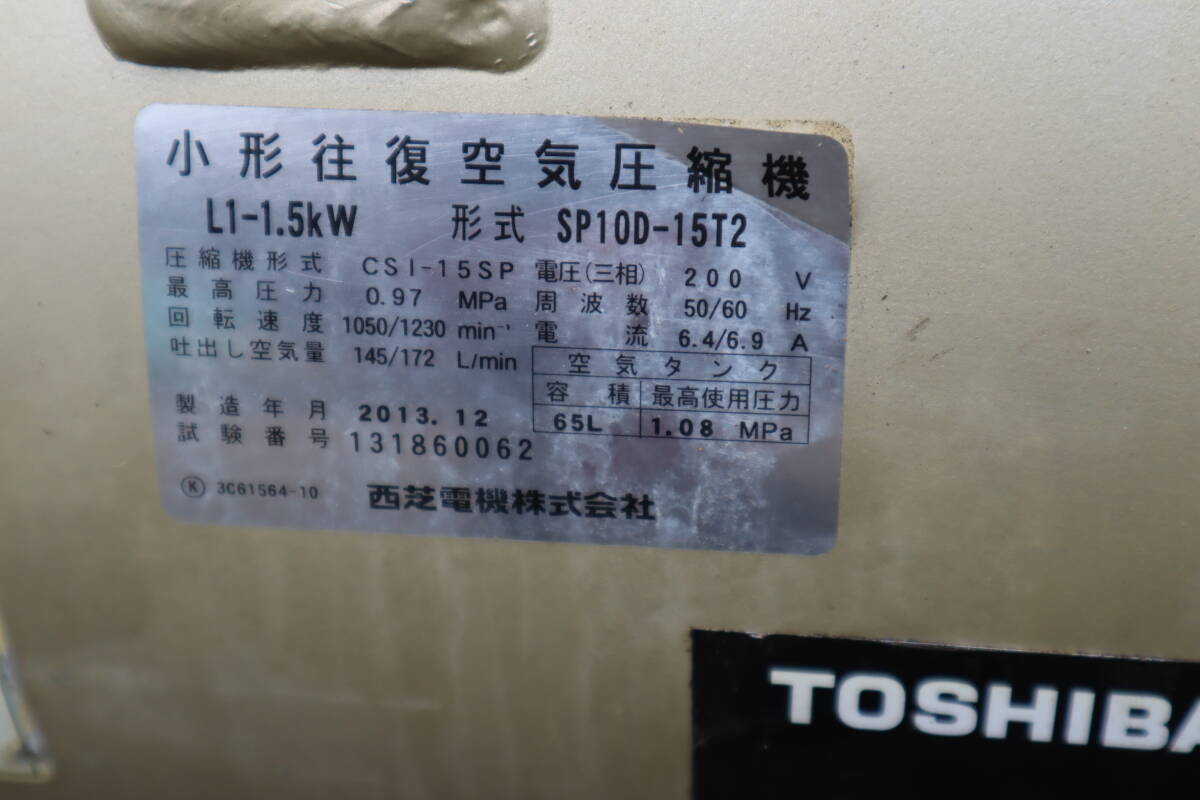 小形往復空気圧縮機
L1-1.5kW 形式 SP10D-15T2
圧縮機形式 CSI-15SP
最高圧力 0.97 MPa
回転速度 1050/1230 min⁻¹
吐出し空気量 145/172 L/min
電圧(三相) 200 V
周波数 50/60 Hz
電流 6.4/6.9 A
空気タンク
容積 最高使用圧力
65L 1.08 MPa
製造年月 2013.12
試験番号 131860062
Ⓚ 3C61564-10 西芝電機株式会社
TOSHIBA